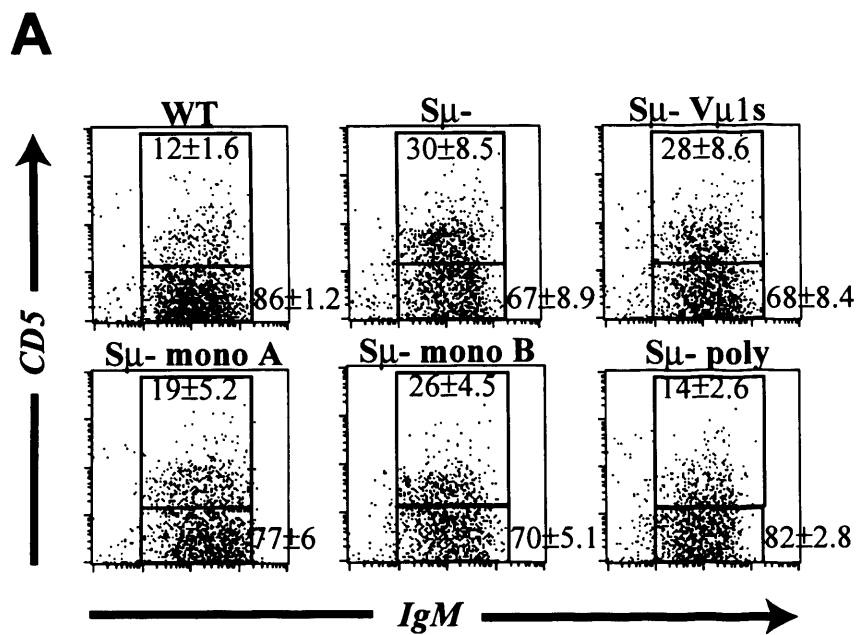 A
WT
12±1.6
86±1.2
Sμ-
30±8.5
67±8.9
Sμ- Vμ1s
28±8.6
68±8.4
Sμ- mono A
19±5.2
77±6
Sμ- mono B
26±4.5
70±5.1
Sμ- poly
14±2.6
82±2.8
CD5
IgM